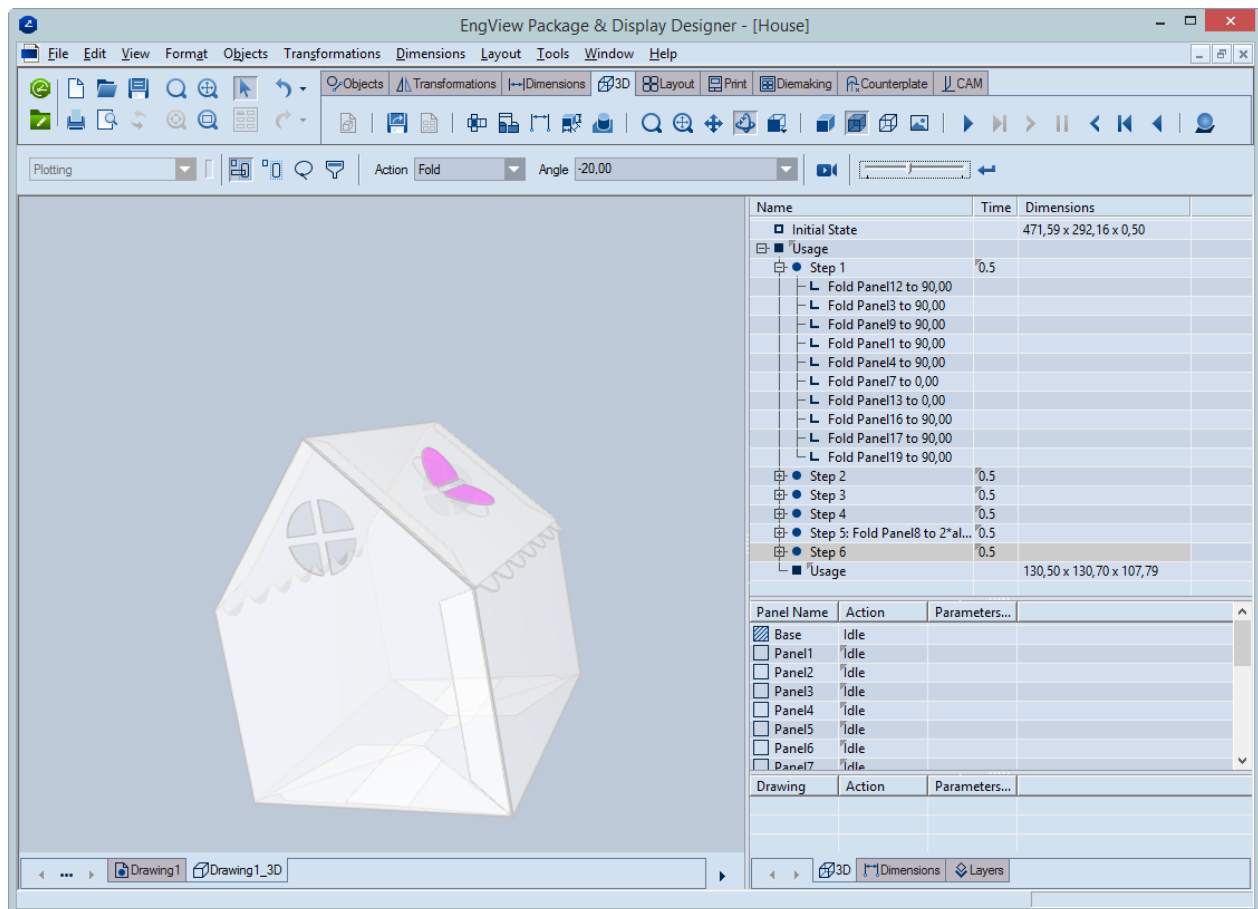 EngView Package & Display Designer - [House]
File Edit View Format Objects Transformations Dimensions Layout Tools Window Help
Objects Transformations Dimensions 3D Layout Print Diemaking Counterplate CAM
Plotting Action Fold Angle -20,00
Name Time Dimensions
Initial State 471,59 x 292,16 x 0,50
Usage
Step 1 0.5
Fold Panel12 to 90,00
Fold Panel3 to 90,00
Fold Panel9 to 90,00
Fold Panel1 to 90,00
Fold Panel4 to 90,00
Fold Panel7 to 0,00
Fold Panel13 to 0,00
Fold Panel16 to 90,00
Fold Panel17 to 90,00
Fold Panel19 to 90,00
Step 2 0.5
Step 3 0.5
Step 4 0.5
Step 5: Fold Panel8 to 2*al... 0.5
Step 6 0.5
Usage 130,50 x 130,70 x 107,79
Panel Name Action Parameters...
Base Idle
Panel1 Idle
Panel2 Idle
Panel3 Idle
Panel4 Idle
Panel5 Idle
Panel6 Idle
Panel7 Idle
Drawing Action Parameters...
Drawing1 Drawing1_3D
3D Dimensions Layers